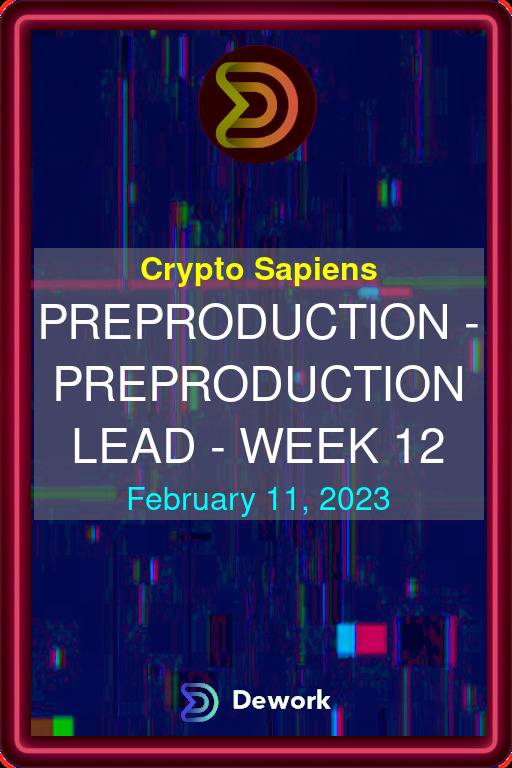 Crypto Sapiens
PREPRODUCTION -
PREPRODUCTION
LEAD - WEEK 12
February 11, 2023
Dework